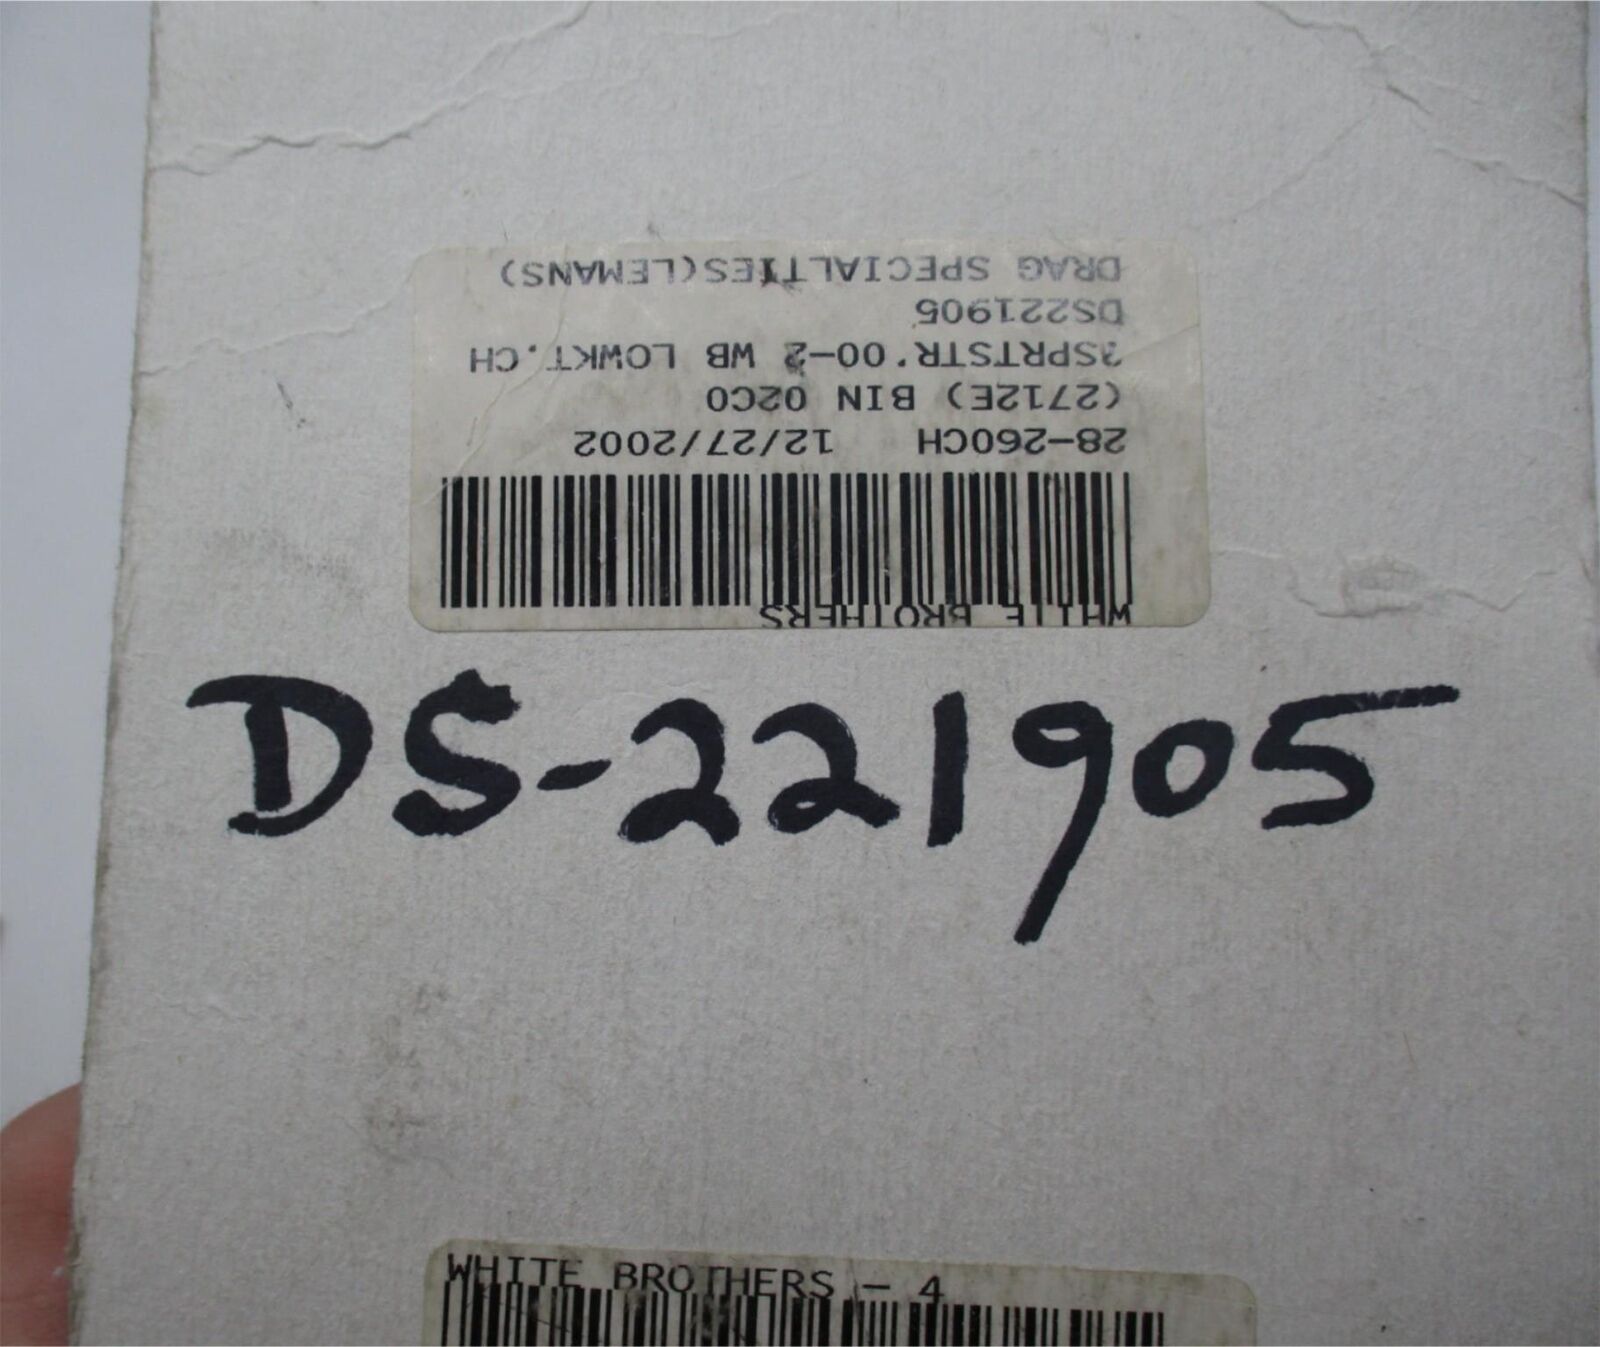 WHITE BROTHERS
28-260CH 12/27/2002
(2712E) BIN 02C0
SPRTSTR'00-2 WB LOWKT.CH
DS221905
DRAG SPECIALTIES(LEMANS)
DS-221905
WHITE BROTHERS - 4